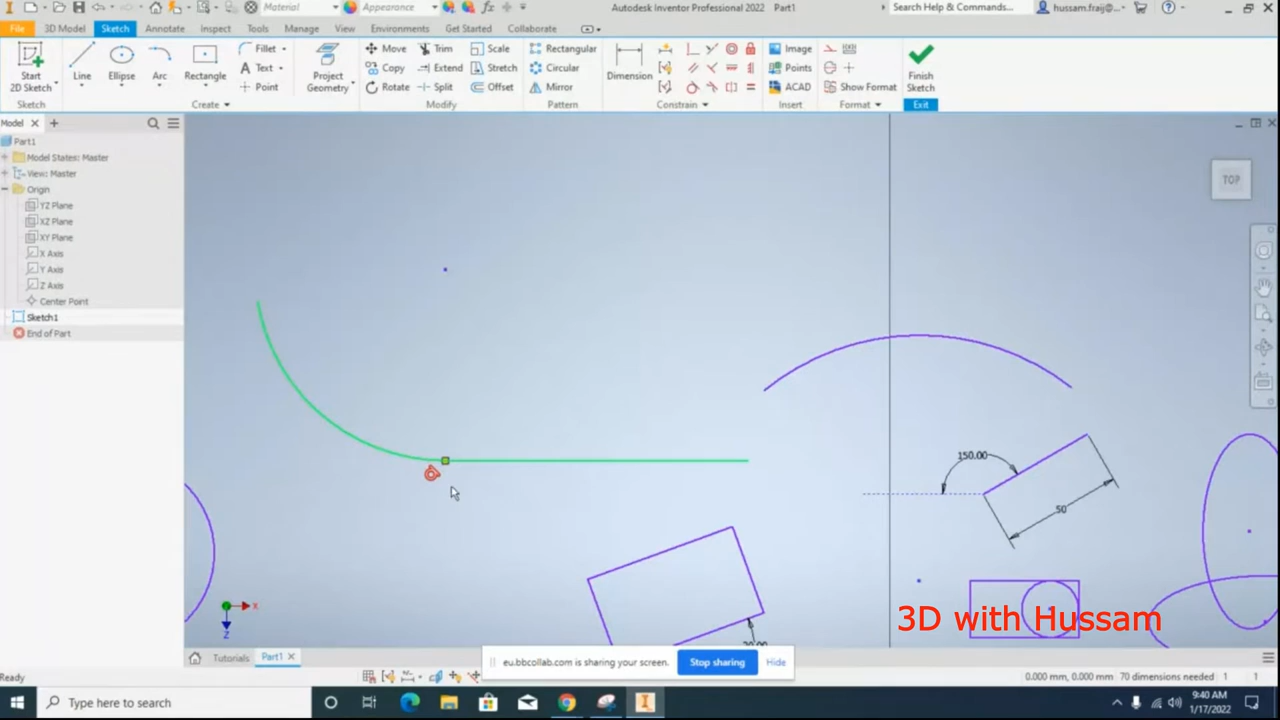 Material
Appearance
fx
Autodesk Inventor Professional 2022 Part1
Search Help & Commands...
hussam.fraij@...
File
3D Model
Sketch
Annotate
Inspect
Tools
Manage
View
Environments
Get Started
Collaborate
Start
2D Sketch
Line
Ellipse
Arc
Rectangle
Fillet
Text
Point
Project
Geometry
Move
Copy
Rotate
Trim
Extend
Split
Scale
Stretch
Offset
Rectangular
Circular
Mirror
Dimension
Image
Points
ACAD
Show Format
Finish
Sketch
Sketch
Create
Modify
Pattern
Constrain
Insert
Format
Exit
Model
Part1
Model States: Master
View: Master
Origin
YZ Plane
XZ Plane
XY Plane
X Axis
Y Axis
Z Axis
Center Point
Sketch1
End of Part
TOP
150.00
50
X
Z
3D with Hussam
Tutorials
Part1
eu.bbcollab.com is sharing your screen.
Stop sharing
Hide
Ready
0.000 mm, 0.000 mm 70 dimensions needed 1 1
Type here to search
9:40 AM
1/17/2022